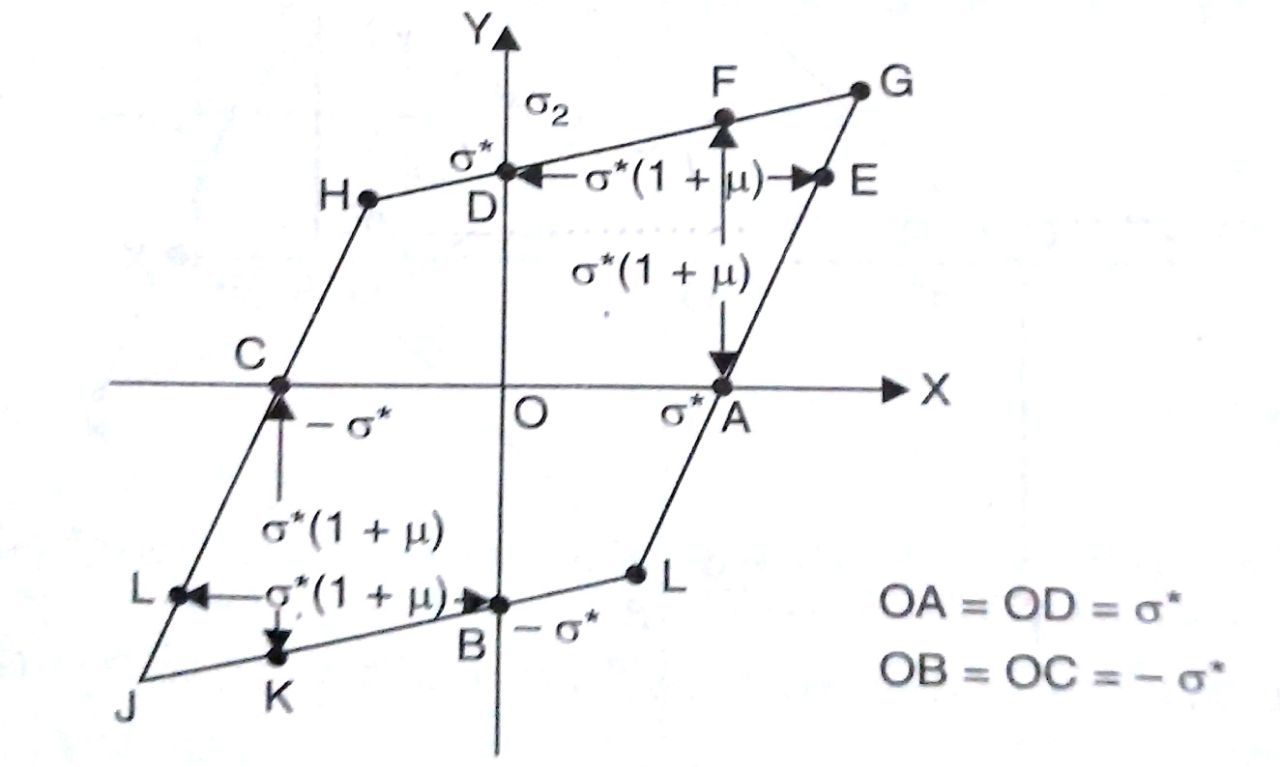 Y
F
G
σ₂
σ*
σ*(1 + μ)
E
H
D
σ*(1 + μ)
C
X
– σ*
O
σ*
A
σ*(1 + μ)
L
σ*(1 + μ)
L
OA = OD = σ*
B
– σ*
OB = OC = – σ*
J
K